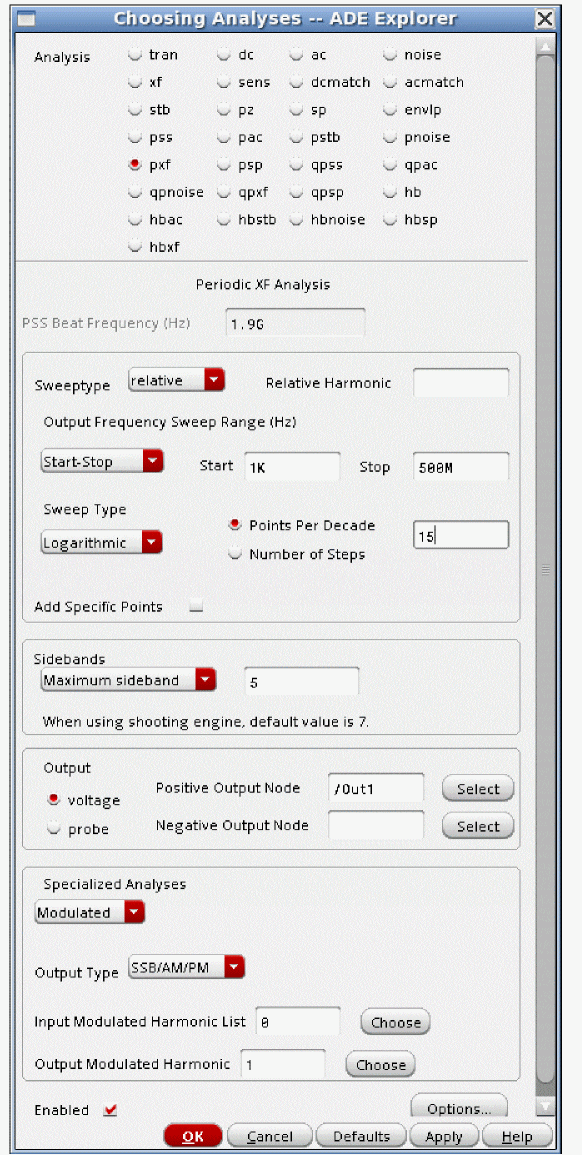 Choosing Analyses -- ADE Explorer
Analysis tran dc ac noise
xf sens dcmatch acmatch
stb pz sp envlp
pss pac pstb pnoise
pxf psp qpss qpac
qpnoise qpxf qpsp hb
hbac hbstb hbnoise hbsp
hbxf
Periodic XF Analysis
PSS Beat Frequency (Hz) 1.9G
Sweeptype relative Relative Harmonic
Output Frequency Sweep Range (Hz)
Start-Stop Start 1K Stop 500M
Sweep Type
Points Per Decade 15
Logarithmic
Number of Steps
Add Specific Points
Sidebands
Maximum sideband 5
When using shooting engine, default value is 7.
Output
voltage Positive Output Node /Out1 Select
probe Negative Output Node Select
Specialized Analyses
Modulated
Output Type SSB/AM/PM
Input Modulated Harmonic List 0 Choose
Output Modulated Harmonic 1 Choose
Enabled Options...
OK Cancel Defaults Apply Help